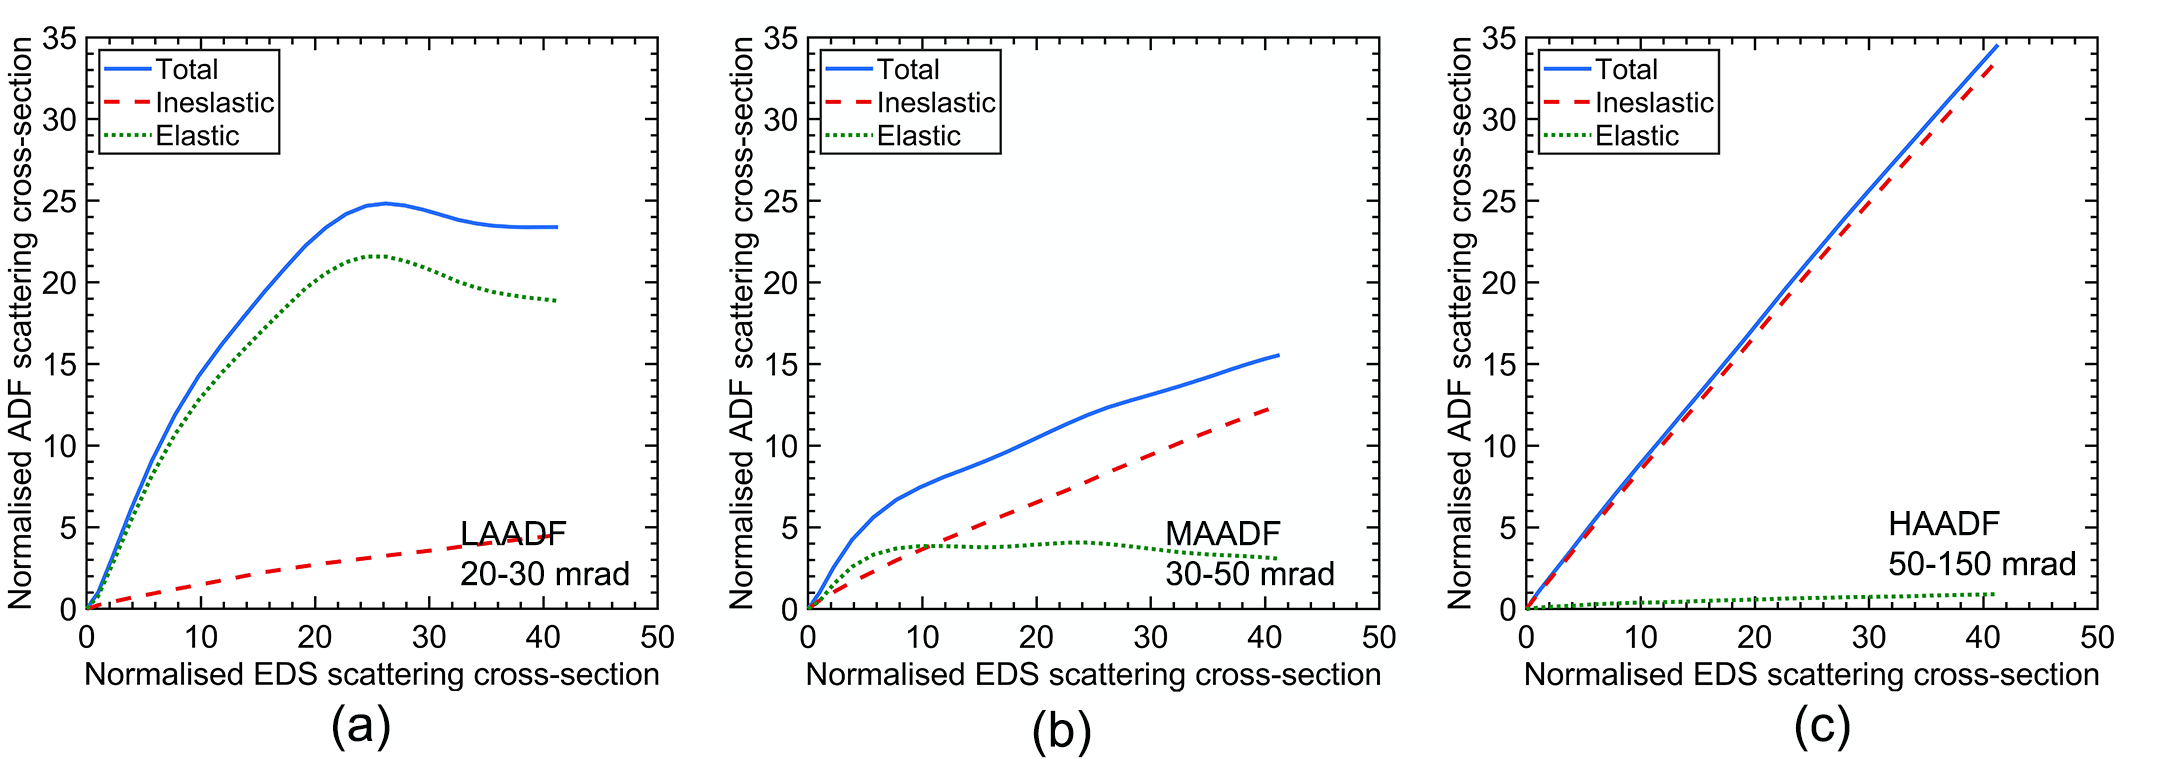 Normalised ADF scattering cross-section
35
30
25
20
15
10
5
0
Total
Ineslastic
Elastic
LAADF
20-30 mrad
0 10 20 30 40 50
Normalised EDS scattering cross-section
(a)
Normalised ADF scattering cross-section
35
30
25
20
15
10
5
0
Total
Ineslastic
Elastic
MAADF
30-50 mrad
0 10 20 30 40 50
Normalised EDS scattering cross-section
(b)
Normalised ADF scattering cross-section
35
30
25
20
15
10
5
0
Total
Ineslastic
Elastic
HAADF
50-150 mrad
0 10 20 30 40 50
Normalised EDS scattering cross-section
(c)